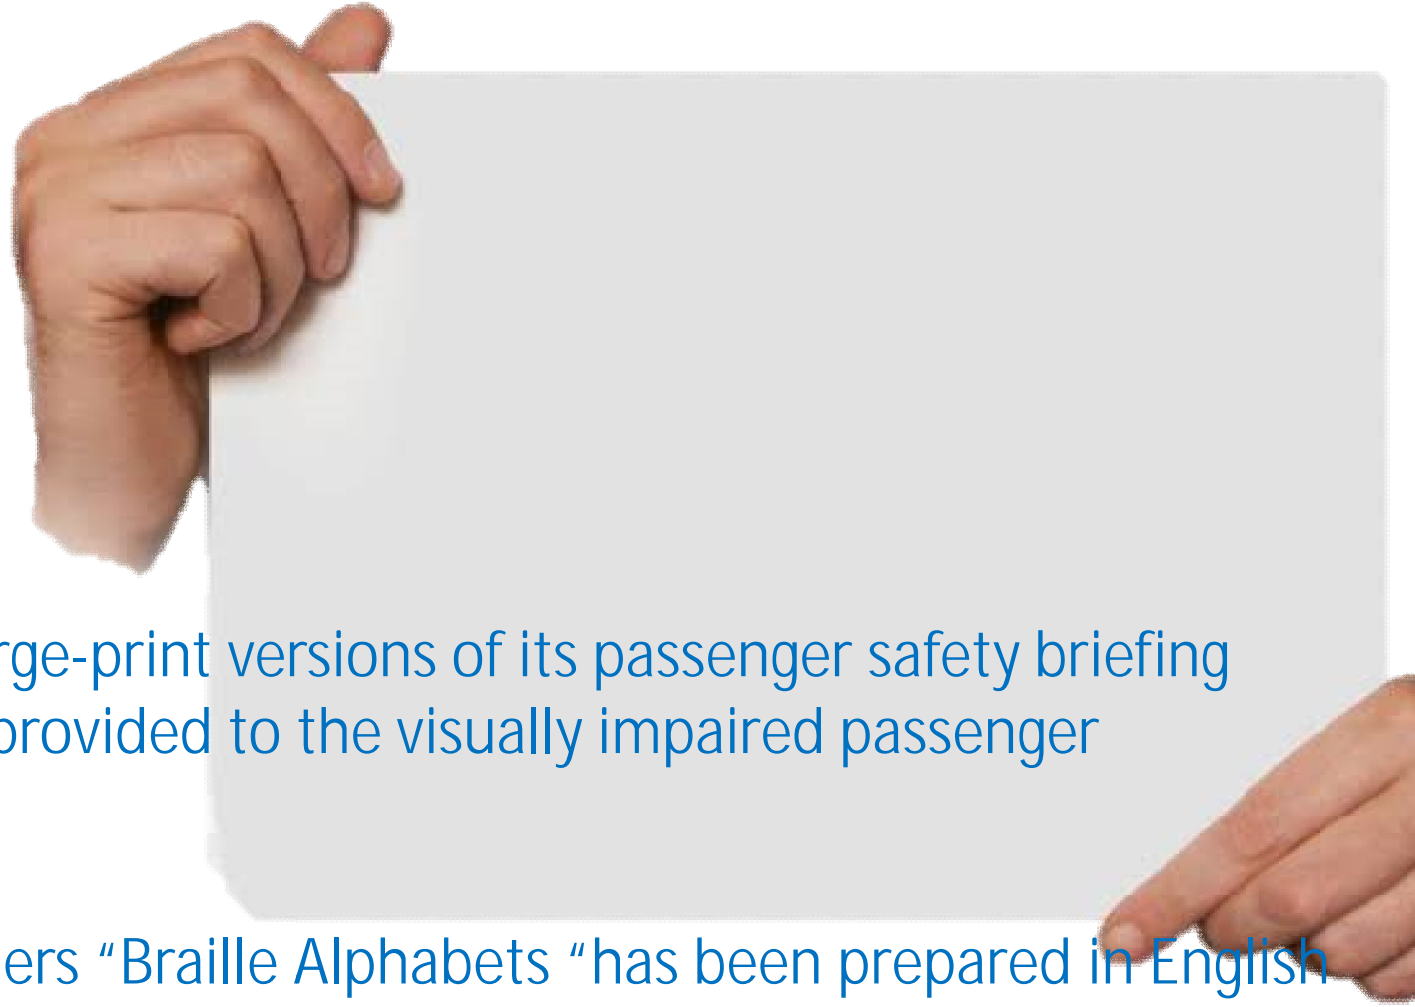 rge-print versions of its passenger safety briefing
provided to the visually impaired passenger
ers “Braille Alphabets “has been prepared in English